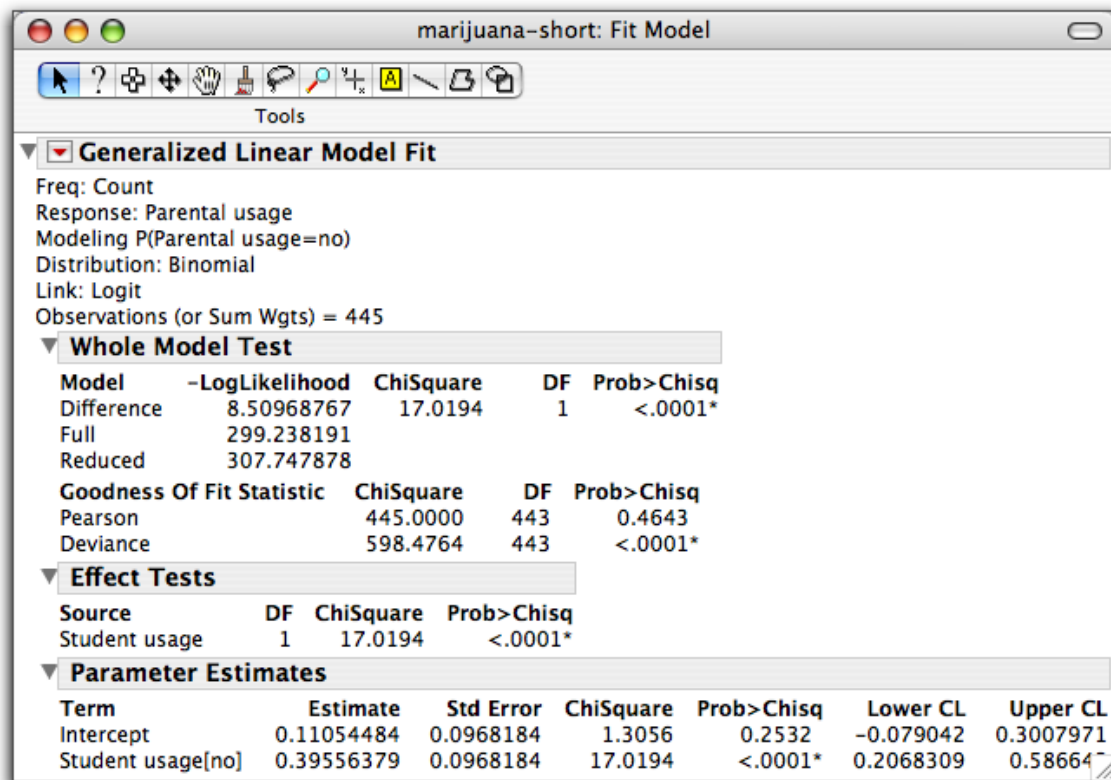 marijuana-short: Fit Model
Tools
Generalized Linear Model Fit
Freq: Count
Response: Parental usage
Modeling P(Parental usage=no)
Distribution: Binomial
Link: Logit
Observations (or Sum Wgts) = 445
Whole Model Test
Model -LogLikelihood ChiSquare DF Prob>Chisq
Difference 8.50968767 17.0194 1 <.0001*
Full 299.238191
Reduced 307.747878
Goodness Of Fit Statistic ChiSquare DF Prob>Chisq
Pearson 445.0000 443 0.4643
Deviance 598.4764 443 <.0001*
Effect Tests
Source DF ChiSquare Prob>Chisq
Student usage 1 17.0194 <.0001*
Parameter Estimates
Term Estimate Std Error ChiSquare Prob>Chisq Lower CL Upper CL
Intercept 0.11054484 0.0968184 1.3056 0.2532 -0.079042 0.3007971
Student usage[no] 0.39556379 0.0968184 17.0194 <.0001* 0.2068309